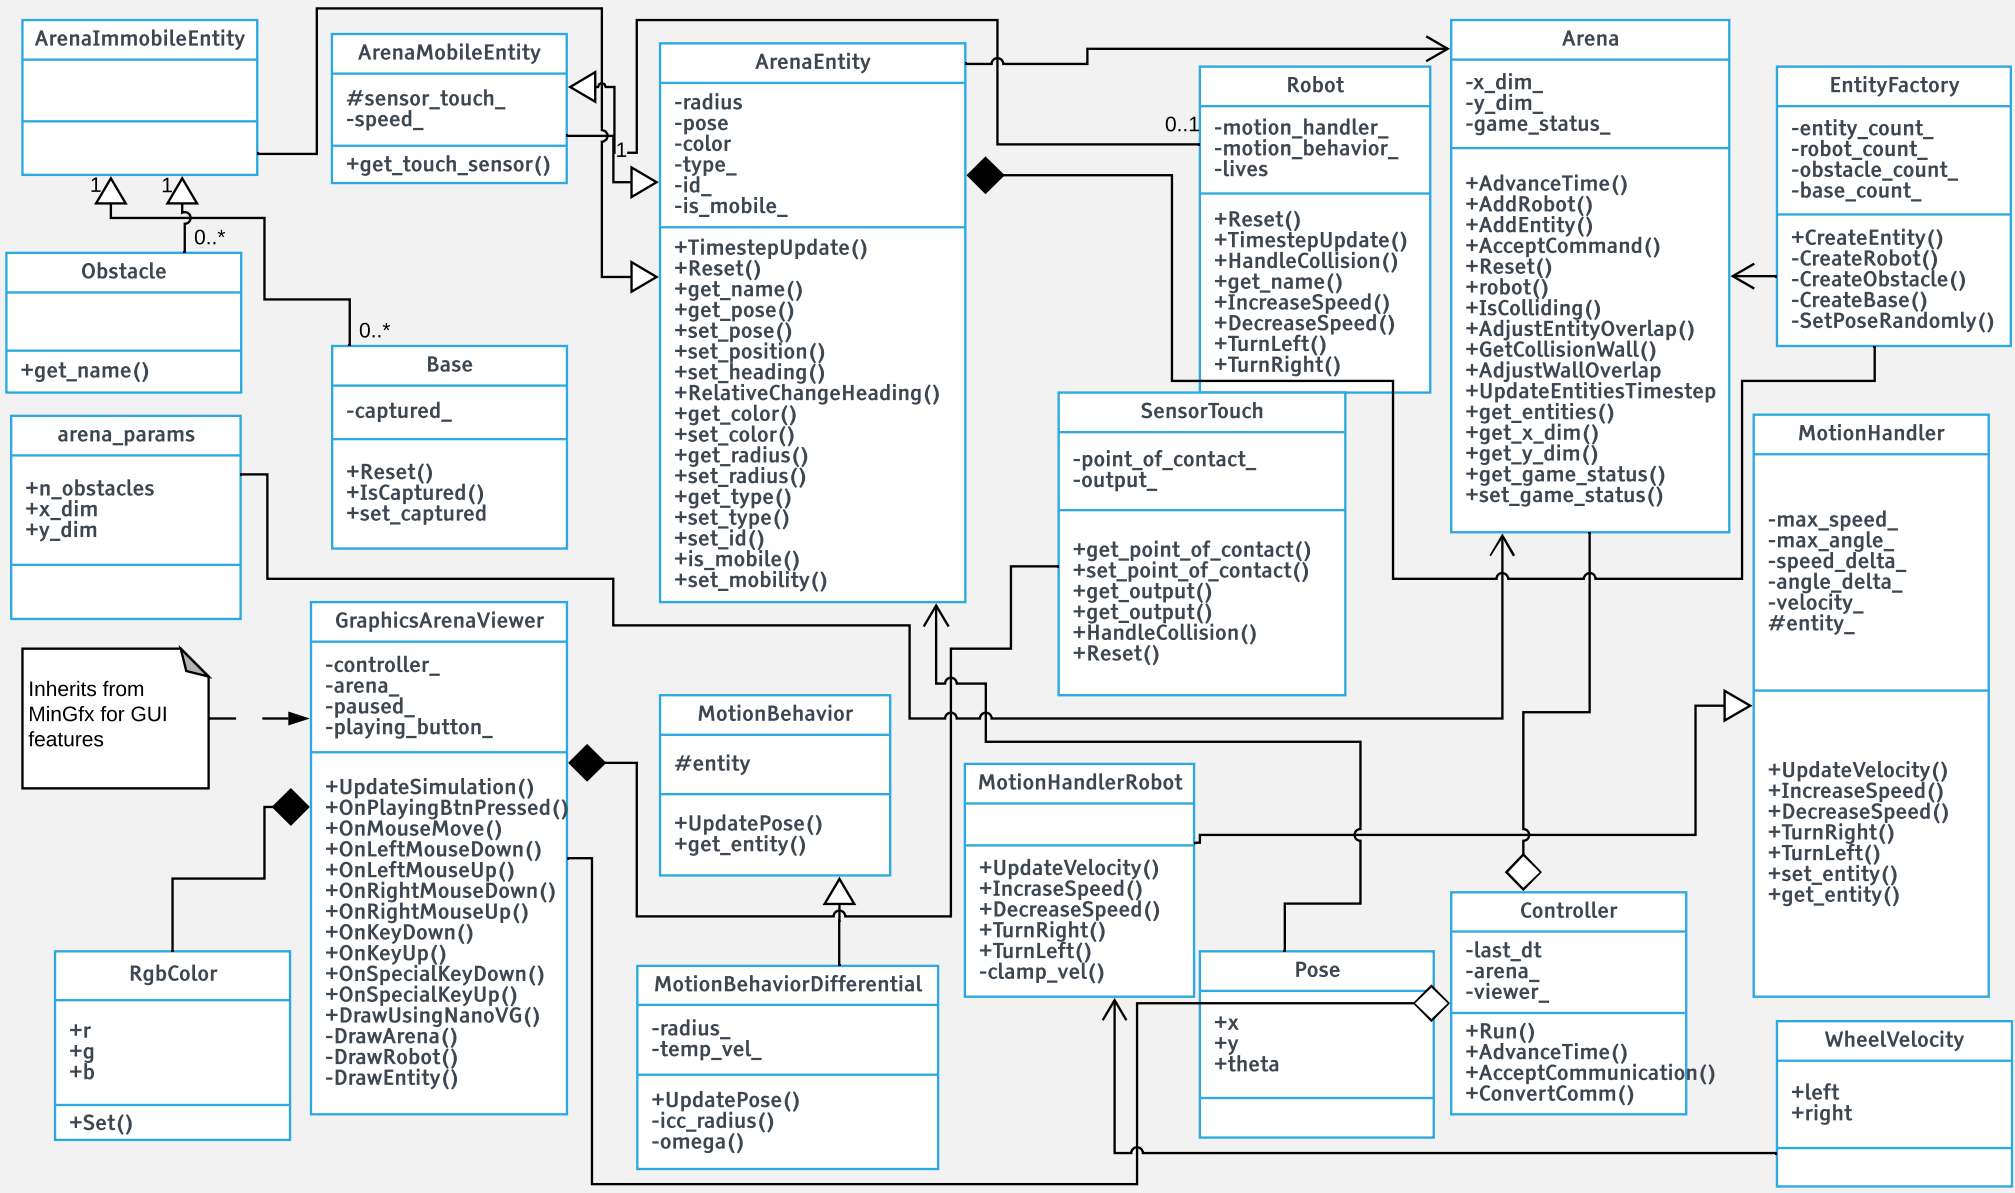 ArenaImmobileEntity
1
1
0..*
ArenaMobileEntity
#sensor_touch_
-speed_
+get_touch_sensor()
1
ArenaEntity
-radius
-pose
-color
-type_
-id_
-is_mobile_
+TimestepUpdate()
+Reset()
+get_name()
+get_pose()
+set_pose()
+set_position()
+set_heading()
+RelativeChangeHeading()
+get_color()
+set_color()
+get_radius()
+set_radius()
+get_type()
+set_type()
+set_id()
+is_mobile()
+set_mobility()
0..1
Robot
-motion_handler_
-motion_behavior_
-lives
+Reset()
+TimestepUpdate()
+HandleCollision()
+get_name()
+IncreaseSpeed()
+DecreaseSpeed()
+TurnLeft()
+TurnRight()
Arena
-x_dim_
-y_dim_
-game_status_
+AdvanceTime()
+AddRobot()
+AddEntity()
+AcceptCommand()
+Reset()
+robot()
+IsColliding()
+AdjustEntityOverlap()
+GetCollisionWall()
+AdjustWallOverlap
+UpdateEntitiesTimestep
+get_entities()
+get_x_dim()
+get_y_dim()
+get_game_status()
+set_game_status()
EntityFactory
-entity_count_
-robot_count_
-obstacle_count_
-base_count_
+CreateEntity()
-CreateRobot()
-CreateObstacle()
-CreateBase()
-SetPoseRandomly()
Obstacle
+get_name()
0..*
Base
-captured_
+Reset()
+IsCaptured()
+set_captured
arena_params
+n_obstacles
+x_dim
+y_dim
SensorTouch
-point_of_contact_
-output_
+get_point_of_contact()
+set_point_of_contact()
+get_output()
+get_output()
+HandleCollision()
+Reset()
MotionHandler
-max_speed_
-max_angle_
-speed_delta_
-angle_delta_
-velocity_
#entity_
+UpdateVelocity()
+IncreaseSpeed()
+DecreaseSpeed()
+TurnRight()
+TurnLeft()
+set_entity()
+get_entity()
Inherits from
MinGfx for GUI
features
GraphicsArenaViewer
-controller_
-arena_
-paused_
-playing_button_
+UpdateSimulation()
+OnPlayingBtnPressed()
+OnMouseMove()
+OnLeftMouseDown()
+OnLeftMouseUp()
+OnRightMouseDown()
+OnRightMouseUp()
+OnKeyDown()
+OnKeyUp()
+OnSpecialKeyDown()
+OnSpecialKeyUp()
+DrawUsingNanoVG()
-DrawArena()
-DrawRobot()
-DrawEntity()
MotionBehavior
#entity
+UpdatePose()
+get_entity()
MotionHandlerRobot
+UpdateVelocity()
+IncraseSpeed()
+DecreaseSpeed()
+TurnRight()
+TurnLeft()
-clamp_vel()
RgbColor
+r
+g
+b
+Set()
MotionBehaviorDifferential
-radius_
-temp_vel_
+UpdatePose()
-icc_radius()
-omega()
Pose
+x
+y
+theta
Controller
-last_dt
-arena_
-viewer_
+Run()
+AdvanceTime()
+AcceptCommunication()
+ConvertComm()
WheelVelocity
+left
+right